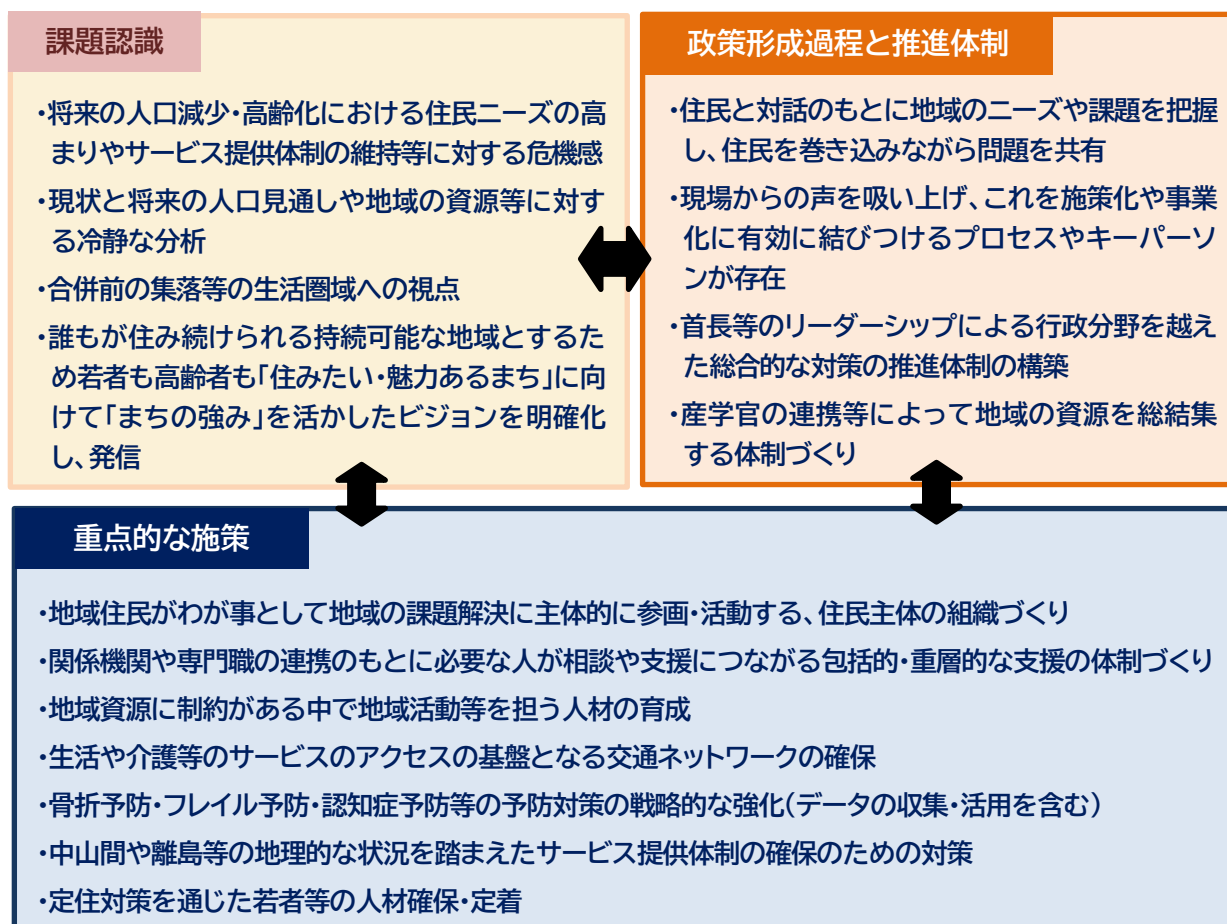 課題認識
・将来の人口減少・高齢化における住民ニーズの高
まりやサービス提供体制の維持等に対する危機感
・現状と将来の人口見通しや地域の資源等に対す
る冷静な分析
・合併前の集落等の生活圏域への視点
・誰もが住み続けられる持続可能な地域とするた
め若者も高齢者も「住みたい・魅力あるまち」に向
けて「まちの強み」を活かしたビジョンを明確化
し、発信
政策形成過程と推進体制
・住民と対話のもとに地域のニーズや課題を把握
し、住民を巻き込みながら問題を共有
・現場からの声を吸い上げ、これを施策化や事業
化に有効に結びつけるプロセスやキーパーソ
ンが存在
・首長等のリーダーシップによる行政分野を越え
た総合的な対策の推進体制の構築
・産学官の連携等によって地域の資源を総結集
する体制づくり
重点的な施策
・地域住民がわが事として地域の課題解決に主体的に参画・活動する、住民主体の組織づくり
・関係機関や専門職の連携のもとに必要な人が相談や支援につながる包括的・重層的な支援の体制づくり
・地域資源に制約がある中で地域活動等を担う人材の育成
・生活や介護等のサービスのアクセスの基盤となる交通ネットワークの確保
・骨折予防・フレイル予防・認知症予防等の予防対策の戦略的な強化(データの収集・活用を含む)
・中山間や離島等の地理的な状況を踏まえたサービス提供体制の確保のための対策
・定住対策を通じた若者等の人材確保・定着